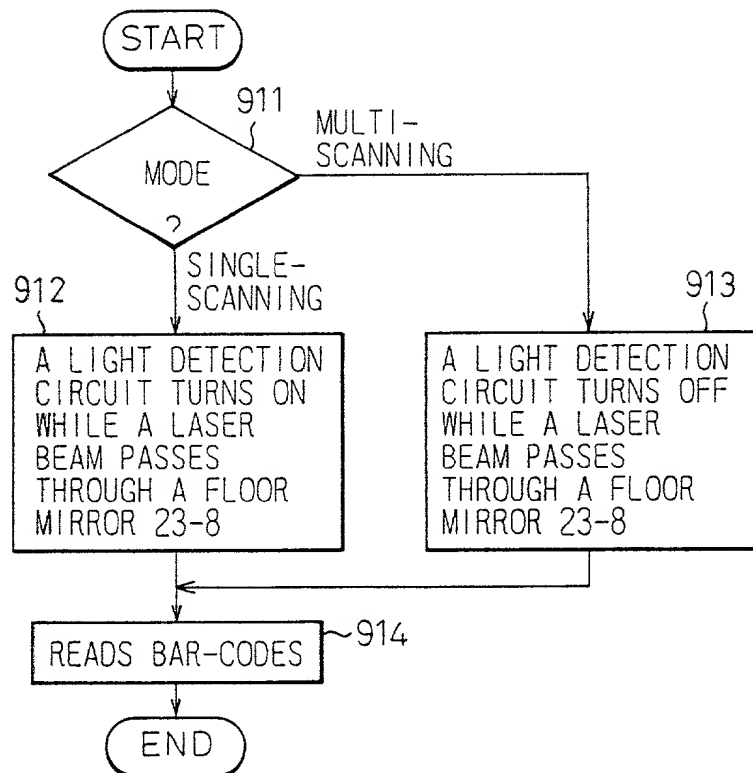 START
911
MULTI-
SCANNING
MODE
?
SINGLE-
SCANNING
912
A LIGHT DETECTION
CIRCUIT TURNS ON
WHILE A LASER
BEAM PASSES
THROUGH A FLOOR
MIRROR 23-8
913
A LIGHT DETECTION
CIRCUIT TURNS OFF
WHILE A LASER
BEAM PASSES
THROUGH A FLOOR
MIRROR 23-8
READS BAR-CODES
914
END